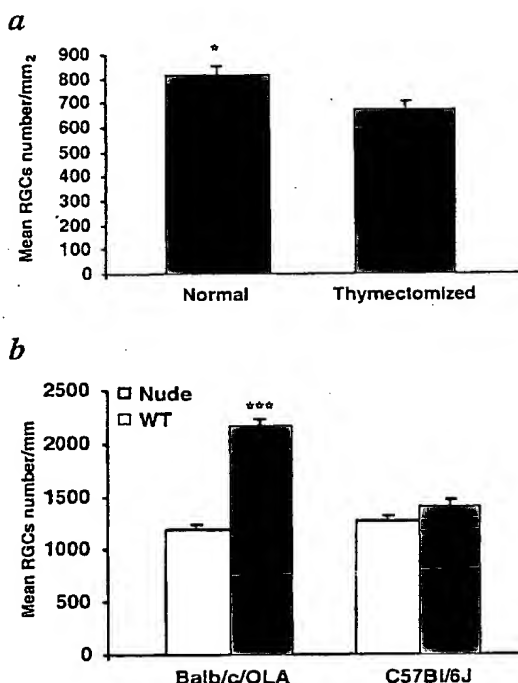 a
Mean RGCs number/mm2
900
800
700
600
500
400
300
200
100
0
*
Normal Thymectomized
b
Mean RGCs number/mm
2500
2000
1500
1000
500
0
Nude
WT
***
Balb/c/OLA C57Bl/6J